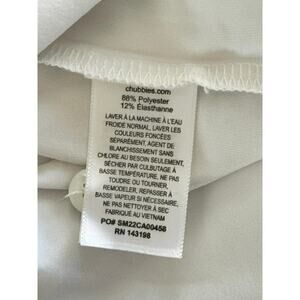 chubbies.com
88% Polyester
12% Élasthanne
LAVER À LA MACHINE À L'EAU
FROIDE NORMAL, LAVER LES
COULEURS FONCÉES
SÉPARÉMENT, AGENT DE
BLANCHISSEMENT SANS
CHLORE AU BESOIN SEULEMENT,
SÉCHER PAR CULBUTAGE À
BASSE TEMPÉRATURE, NE PAS
TOUDRE OU TOURNER,
REMODELER, REPASSER À
BASSE VAPEUR SI NÉCESSAIRE,
NE PAS NETTOYER À SEC
FABRIQUÉ AU VIETNAM
PO# SM22CA00458
RN 143198